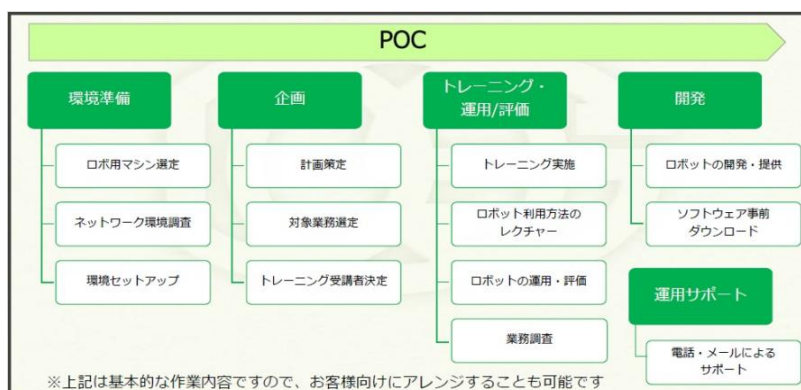 POC
環境準備
ロボ用マシン選定
ネットワーク環境調査
環境セットアップ
企画
計画策定
対象業務選定
トレーニング受講者決定
トレーニング・
運用/評価
トレーニング実施
ロボット利用方法の
レクチャー
ロボットの運用・評価
業務調査
開発
ロボットの開発・提供
ソフトウェア事前
ダウンロード
運用サポート
電話・メールによる
サポート
※上記は基本的な作業内容ですので、お客様向けにアレンジすることも可能です